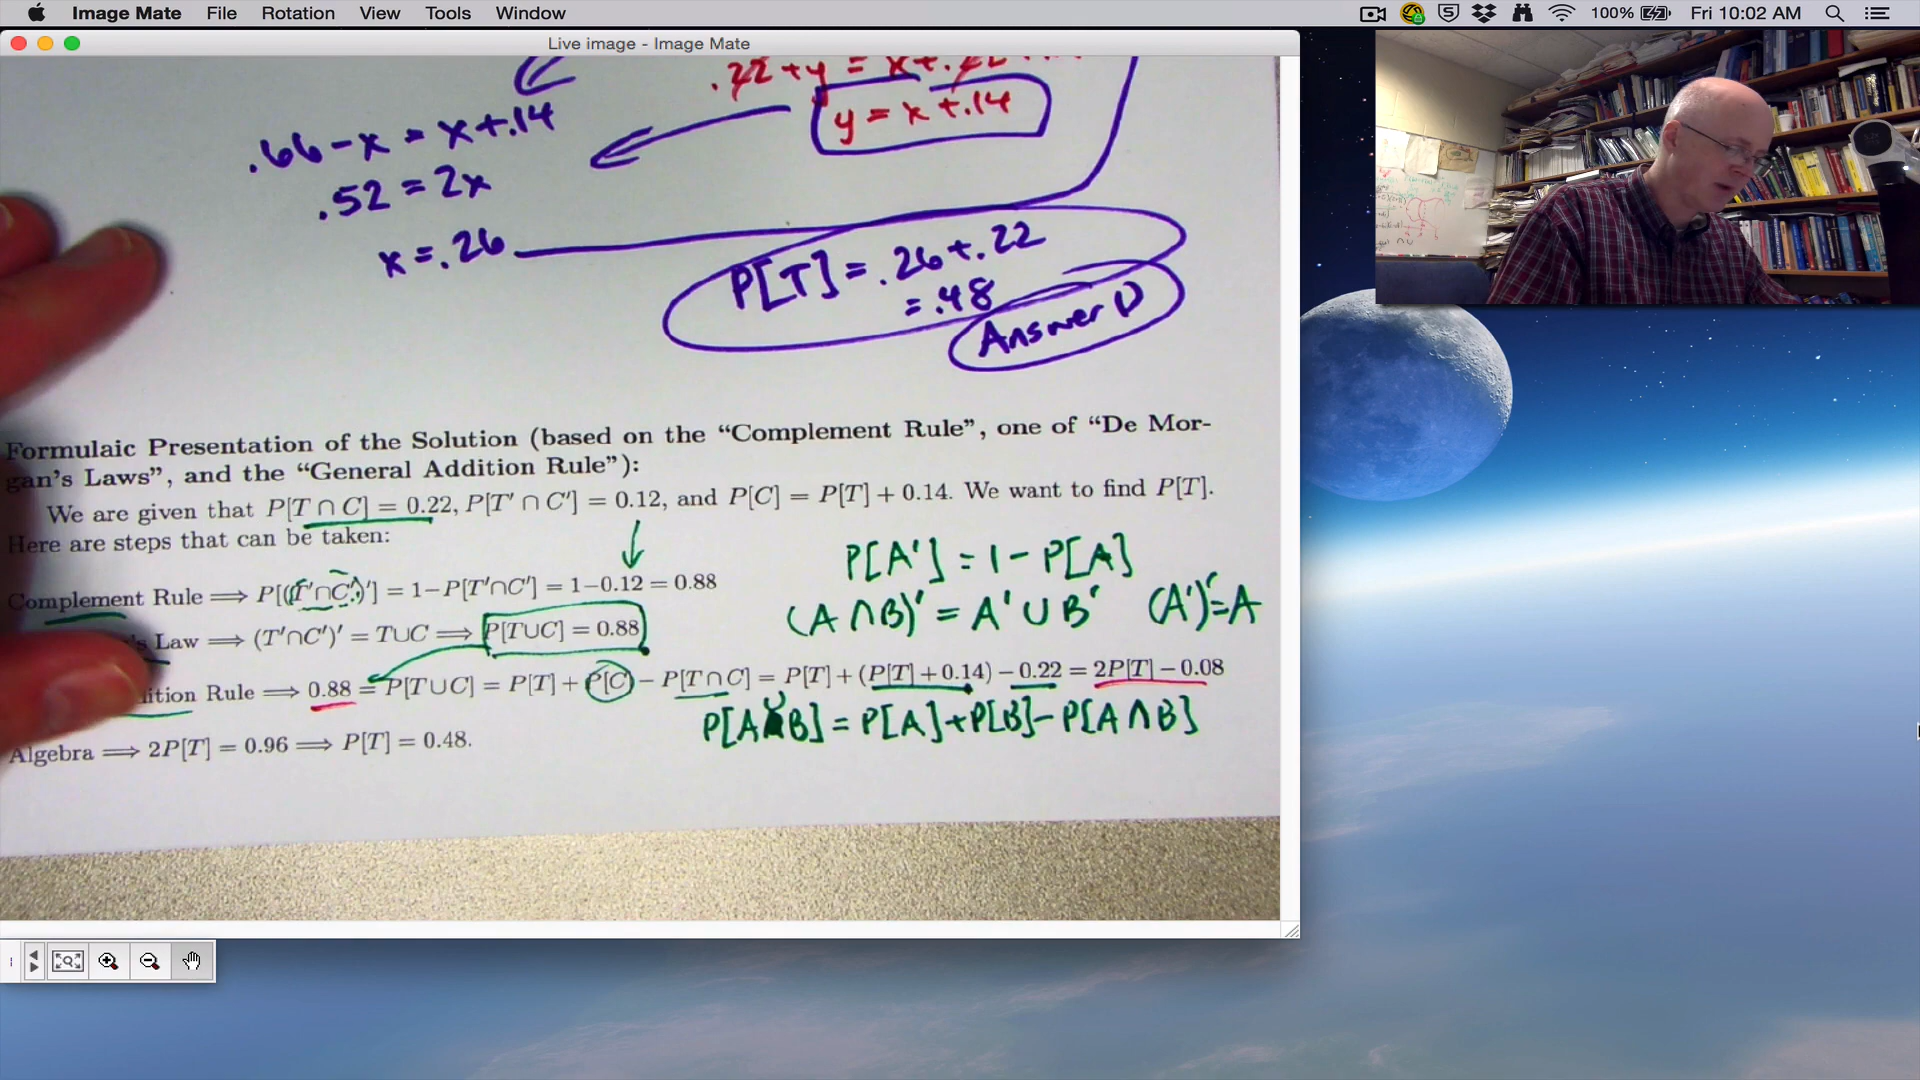 Image Mate File Rotation View Tools Window 100% Fri 10:02 AM
Live image - Image Mate
.22 + y = x + .22
y = x + .14
.66 - x = x + .14
.52 = 2x
x = .26
P[T] = .26 + .22
= .48
Answer D
Formulaic Presentation of the Solution (based on the “Complement Rule”, one of “De Mor-
gan’s Laws”, and the “General Addition Rule”):
We are given that P[T ∩ C] = 0.22, P[T′ ∩ C′] = 0.12, and P[C] = P[T] + 0.14. We want to find P[T].
Here are steps that can be taken:
P[A'] = 1 - P[A]
Complement Rule ⟹ P[(T′∩C′)′] = 1−P[T′∩C′] = 1−0.12 = 0.88
(A ∩ B)' = A' ∪ B' (A')' = A
Law ⟹ (T′∩C′)′ = T∪C ⟹ P[T∪C] = 0.88
Rule ⟹ 0.88 = P[T∪C] = P[T] + P[C] − P[T∩C] = P[T] + (P[T] + 0.14) − 0.22 = 2P[T] − 0.08
P[A ∪ B] = P[A] + P[B] - P[A ∩ B]
Algebra ⟹ 2P[T] = 0.96 ⟹ P[T] = 0.48.